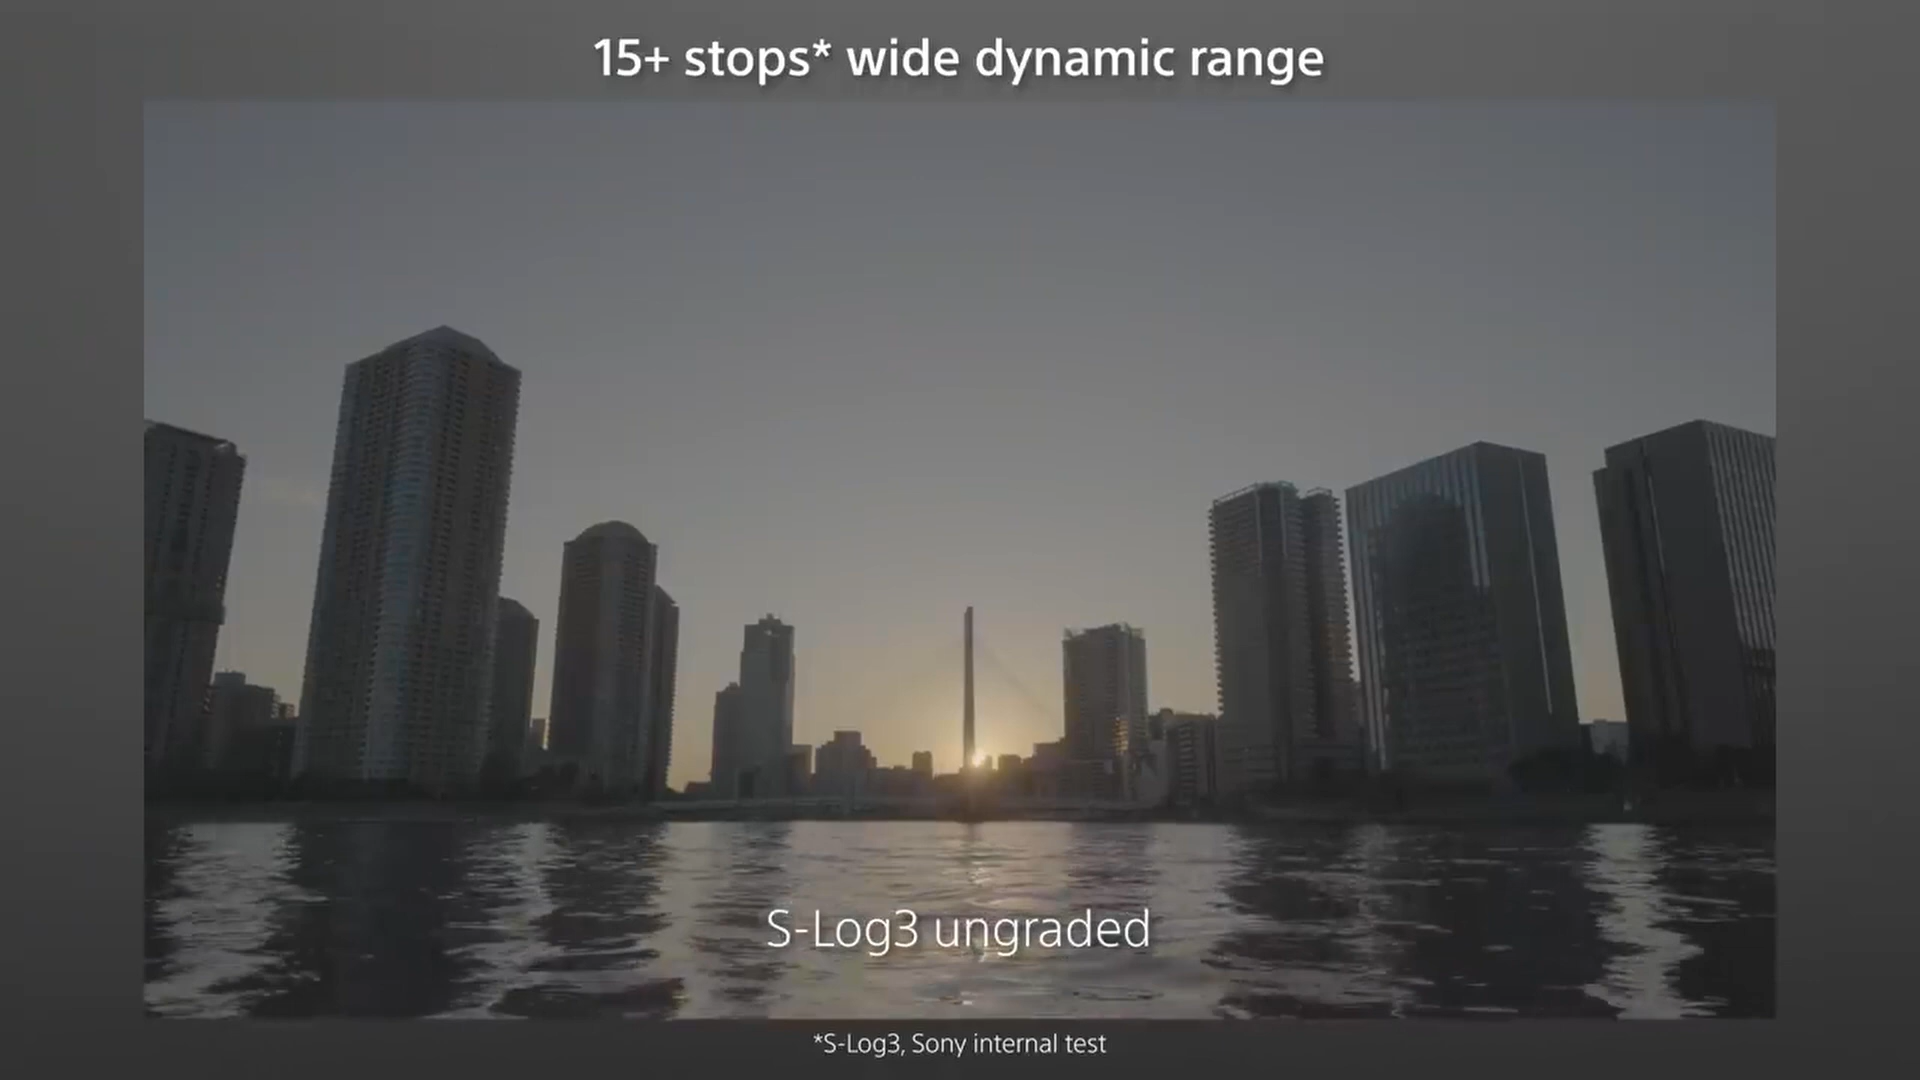 15+ stops* wide dynamic range
S-Log3 ungraded
*S-Log3, Sony internal test